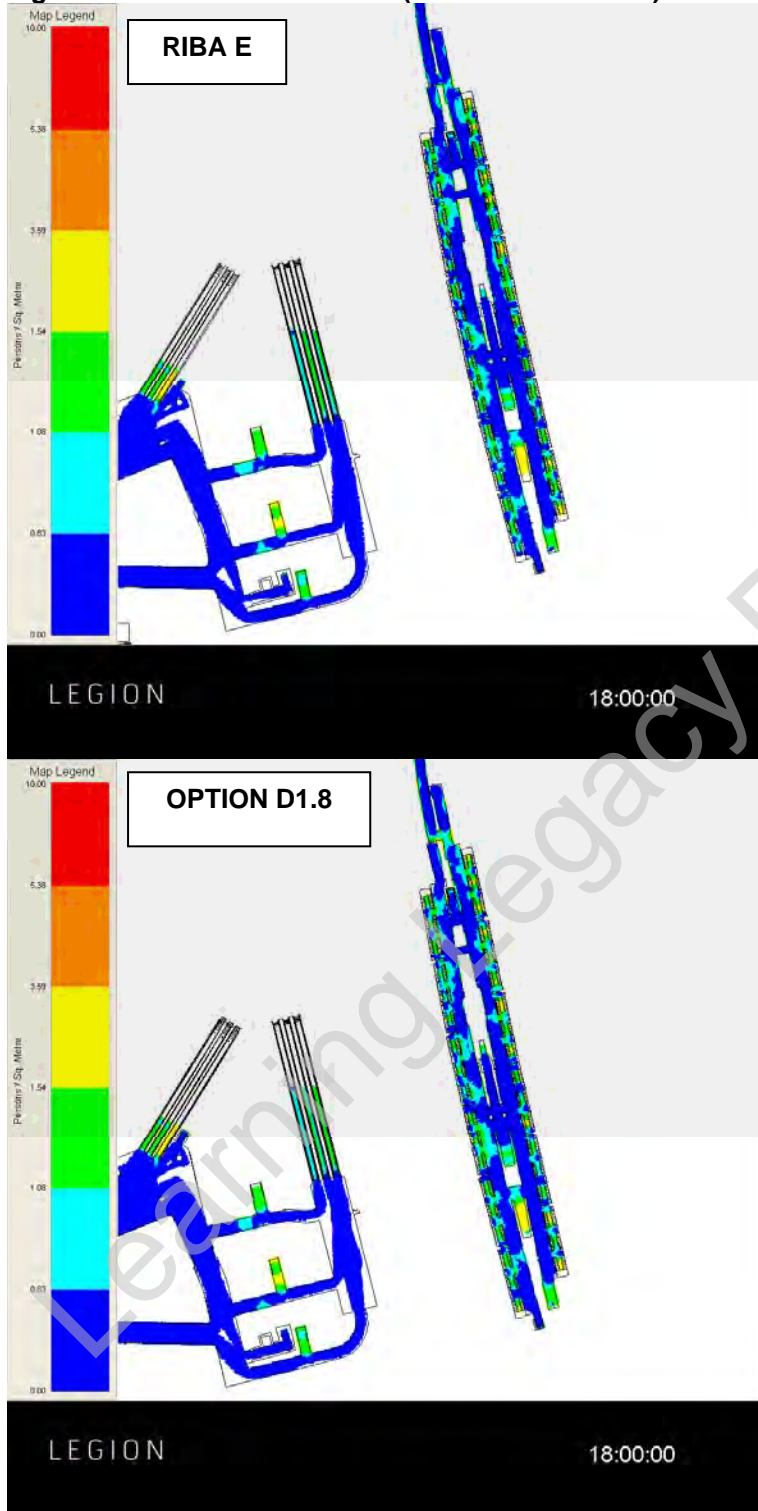 Map Legend
10.00
RIBA E
5.38
3.59
Persons / Sq. Metre
1.54
1.08
0.63
0.00
LEGION 18:00:00
Map Legend
10.00
OPTION D1.8
5.38
3.59
Persons / Sq. Metre
1.54
1.08
0.63
0.00
LEGION 18:00:00
Learning Legacy